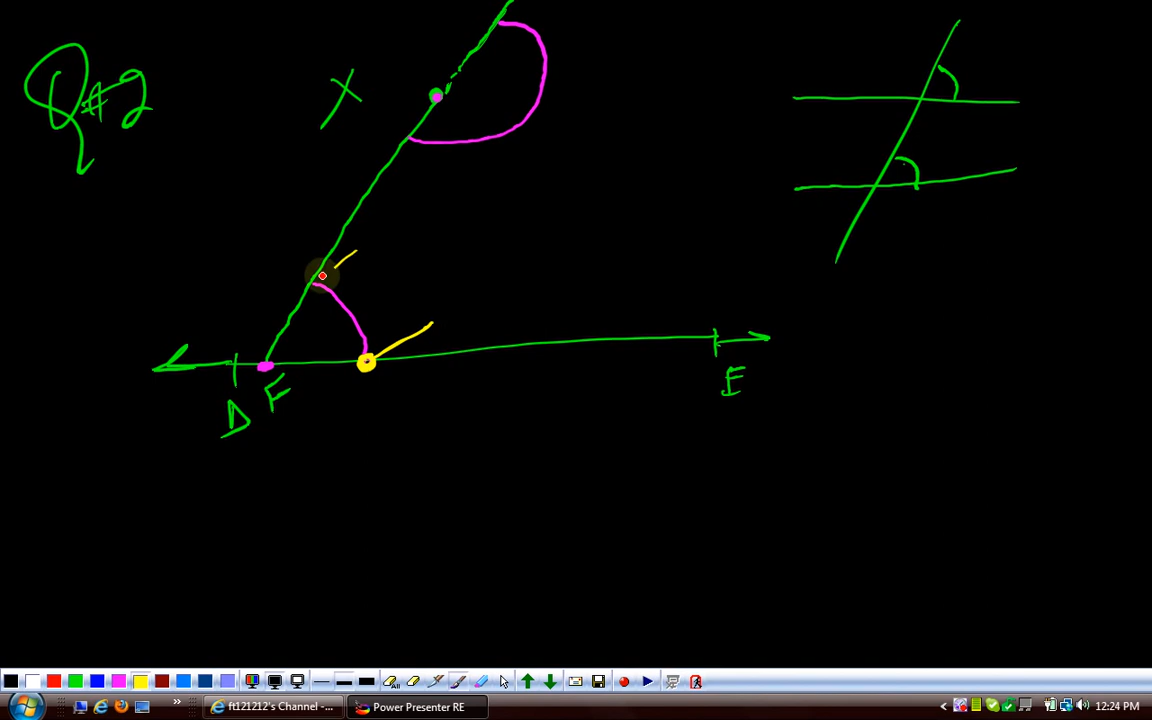 Q#2
X
D
F
E
ft121212's Channel -...
Power Presenter RE
12:24 PM